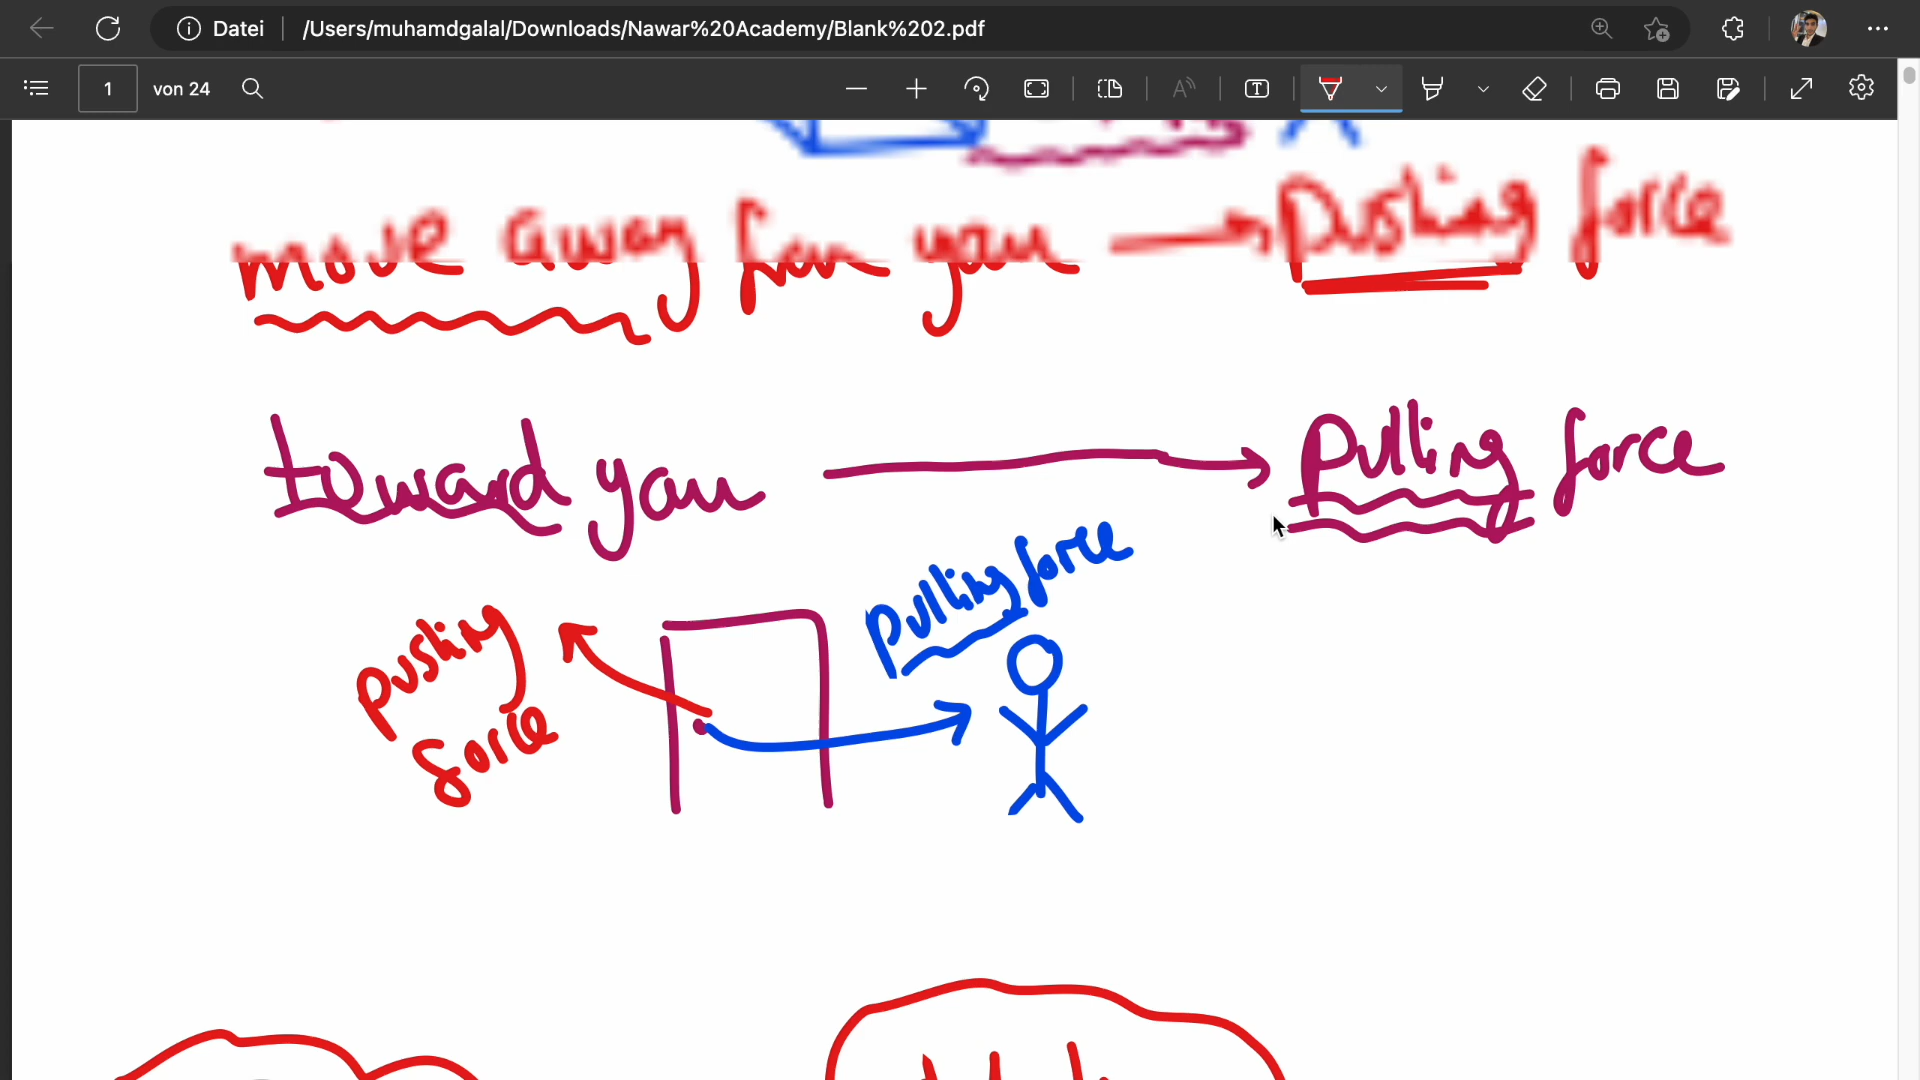 Datei /Users/muhamdgalal/Downloads/Nawar%20Academy/Blank%202.pdf
1 von 24
move away from you → pushing force
toward you → pulling force
pulling force
pushing
force